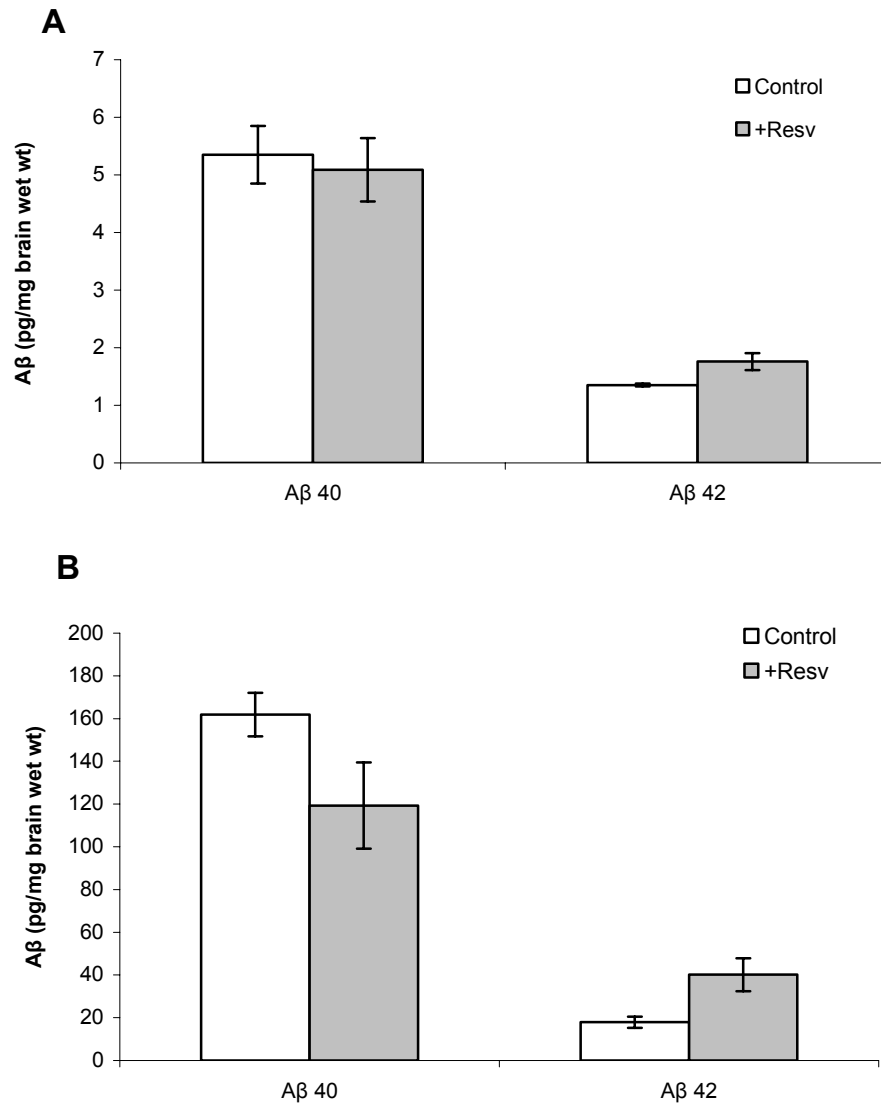 A
Aβ (pg/mg brain wet wt)
7
6
5
4
3
2
1
0
Control
+Resv
Aβ 40
Aβ 42
B
Aβ (pg/mg brain wet wt)
200
180
160
140
120
100
80
60
40
20
0
Control
+Resv
Aβ 40
Aβ 42